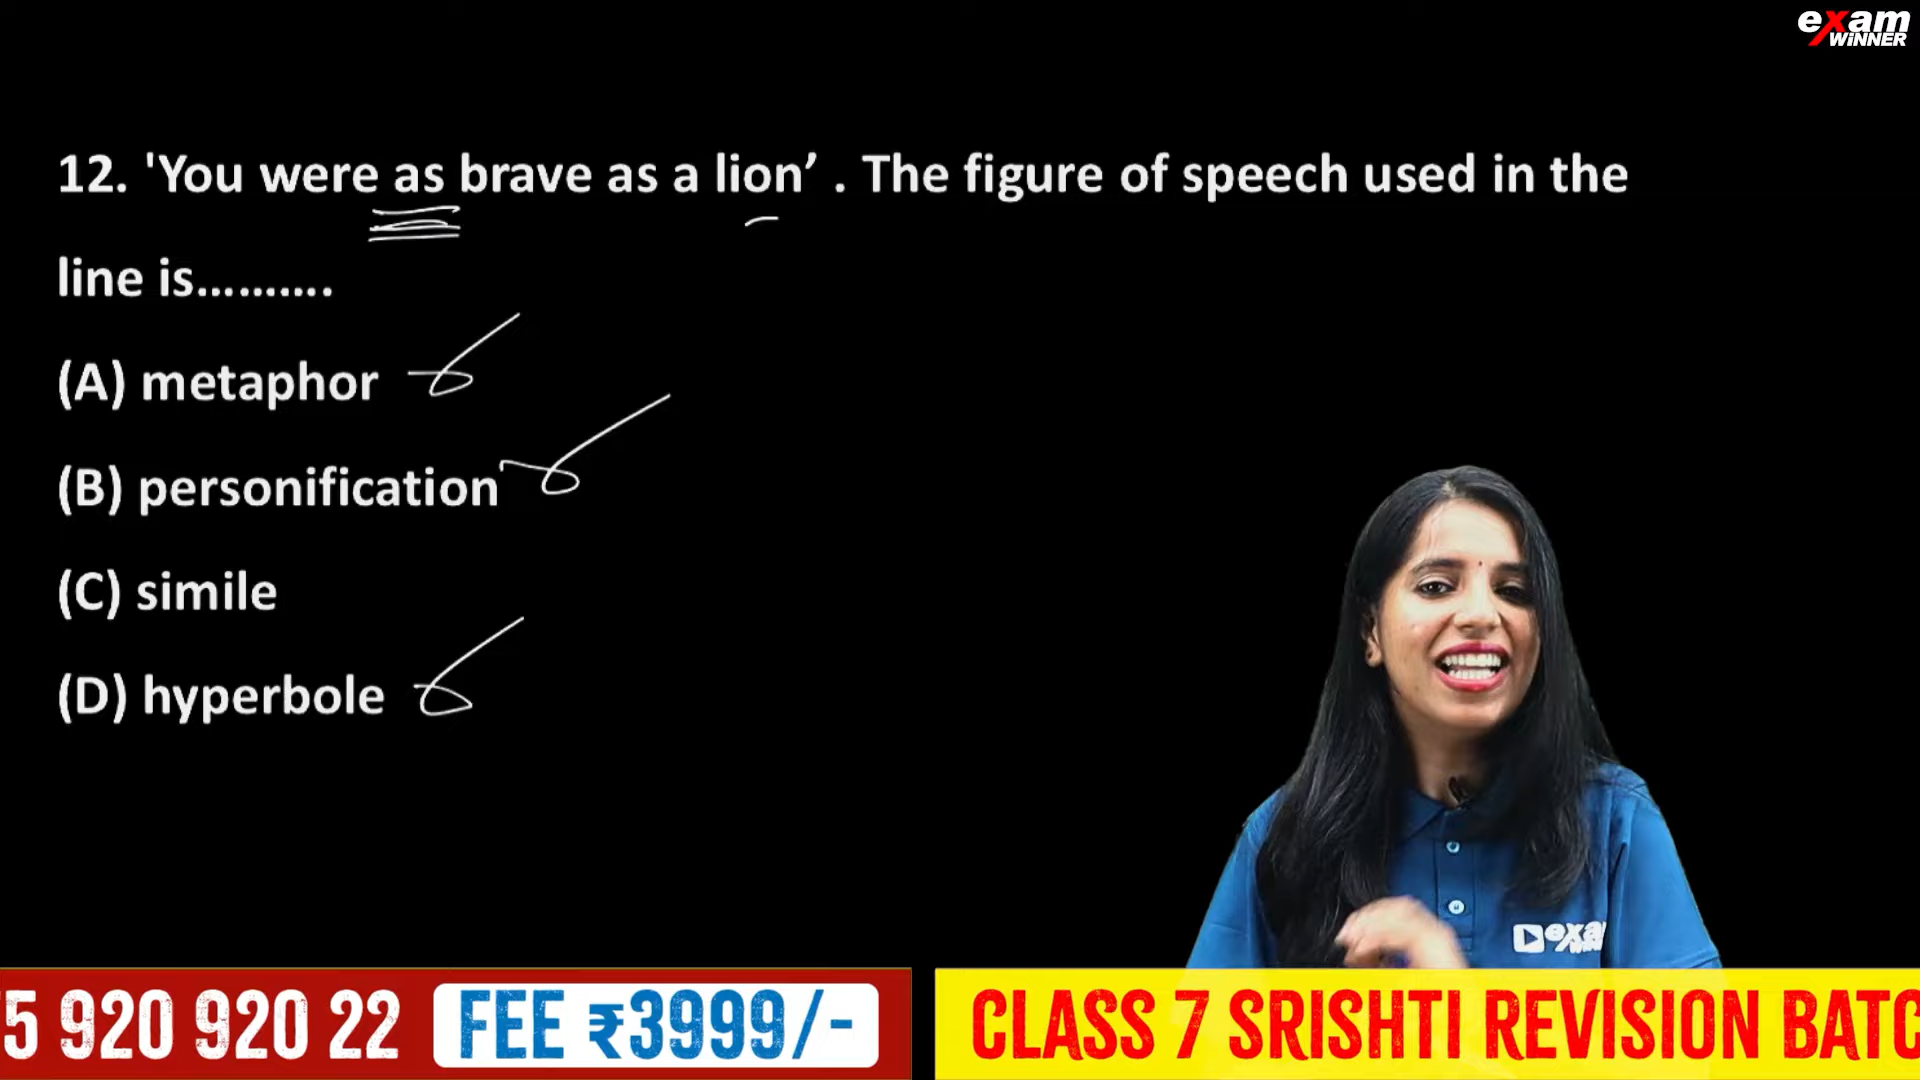 exam
WiNNER
12. 'You were as brave as a lion’ . The figure of speech used in the
line is..........
(A) metaphor
(B) personification
(C) simile
(D) hyperbole
exa
5 920 920 22 FEE ₹3999/- CLASS 7 SRISHTI REVISION BATC